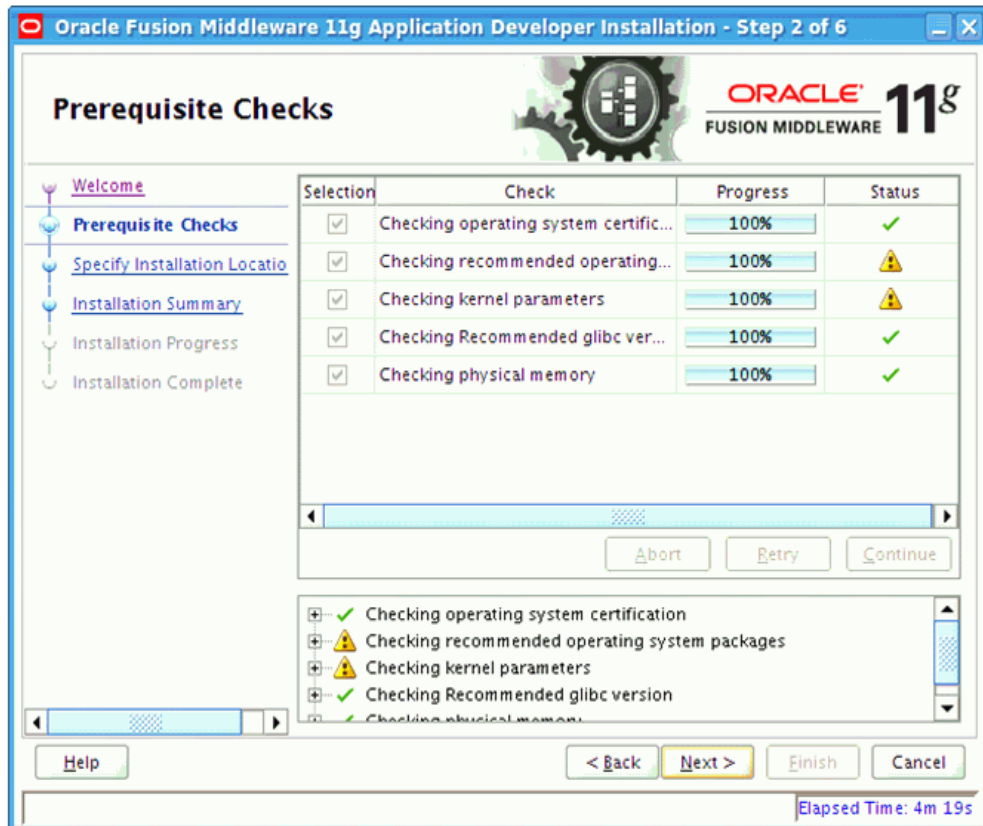 Oracle Fusion Middleware 11g Application Developer Installation - Step 2 of 6
Prerequisite Checks
ORACLE
FUSION MIDDLEWARE
11g
Welcome
Prerequisite Checks
Specify Installation Locatio
Installation Summary
Installation Progress
Installation Complete
Selection Check Progress Status
Checking operating system certific... 100%
Checking recommended operating... 100%
Checking kernel parameters 100%
Checking Recommended glibc ver... 100%
Checking physical memory 100%
Abort Retry Continue
Checking operating system certification
Checking recommended operating system packages
Checking kernel parameters
Checking Recommended glibc version
Checking physical memory
Help < Back Next > Finish Cancel
Elapsed Time: 4m 19s